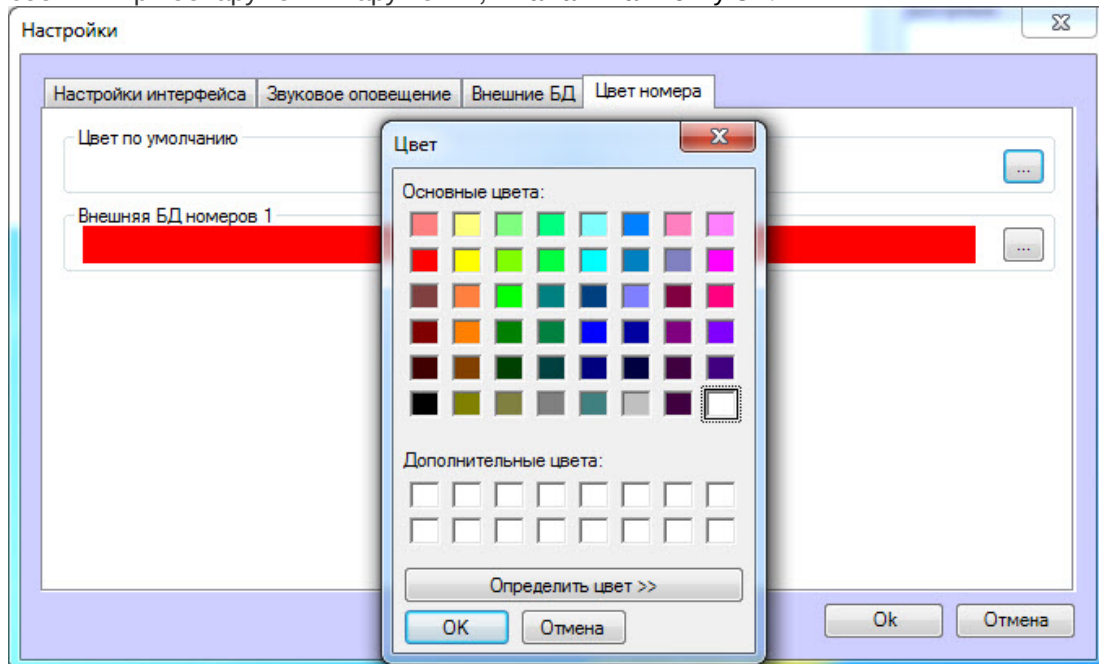 Настройки
Настройки интерфейса Звуковое оповещение Внешние БД Цвет номера
Цвет по умолчанию
...
Внешняя БД номеров 1
...
Цвет
Основные цвета:
Дополнительные цвета:
Определить цвет >>
OK Отмена
Ok Отмена